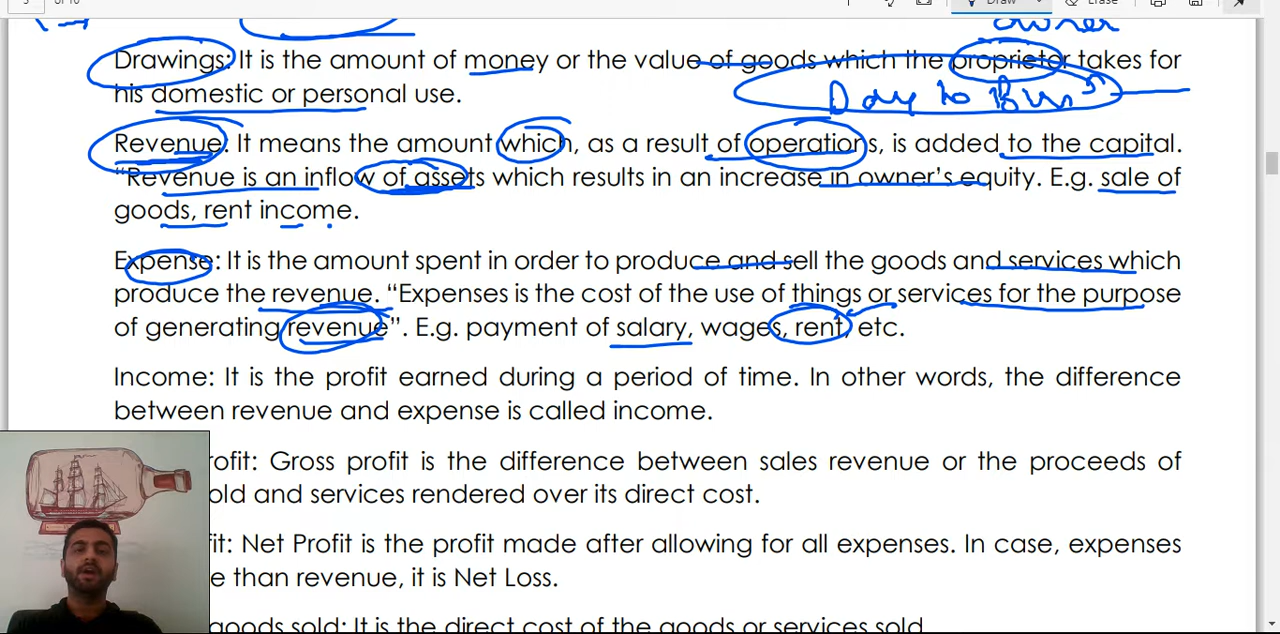 of 10
Draw
Erase
owner
Drawings: It is the amount of money or the value of goods which the proprietor takes for
his domestic or personal use.
Day to Busns
Revenue: It means the amount which, as a result of operations, is added to the capital.
“Revenue is an inflow of assets which results in an increase in owner’s equity. E.g. sale of
goods, rent income.
Expense: It is the amount spent in order to produce and sell the goods and services which
produce the revenue. “Expenses is the cost of the use of things or services for the purpose
of generating revenue”. E.g. payment of salary, wages, rent, etc.
Income: It is the profit earned during a period of time. In other words, the difference
between revenue and expense is called income.
rofit: Gross profit is the difference between sales revenue or the proceeds of
old and services rendered over its direct cost.
fit: Net Profit is the profit made after allowing for all expenses. In case, expenses
e than revenue, it is Net Loss.
goods sold: It is the direct cost of the goods or services sold